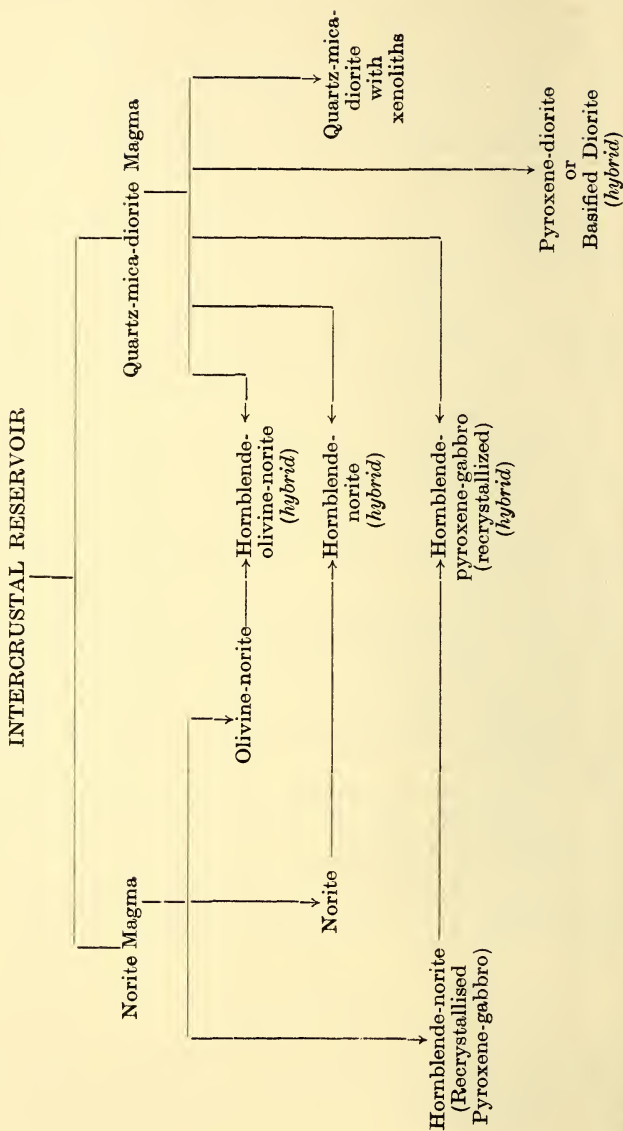 INTERCRUSTAL RESERVOIR
Norite Magma
Quartz-mica-diorite Magma
Olivine-norite
Hornblende-
olivine-norite
(hybrid)
Quartz-mica-
diorite
with
xenoliths
Norite
Hornblende-
norite
(hybrid)
Hornblende-norite
(Recrystallised
Pyroxene-gabbro)
Hornblende-
pyroxene-gabbro
(recrystallized)
(hybrid)
Pyroxene-diorite
or
Basified Diorite
(hybrid)